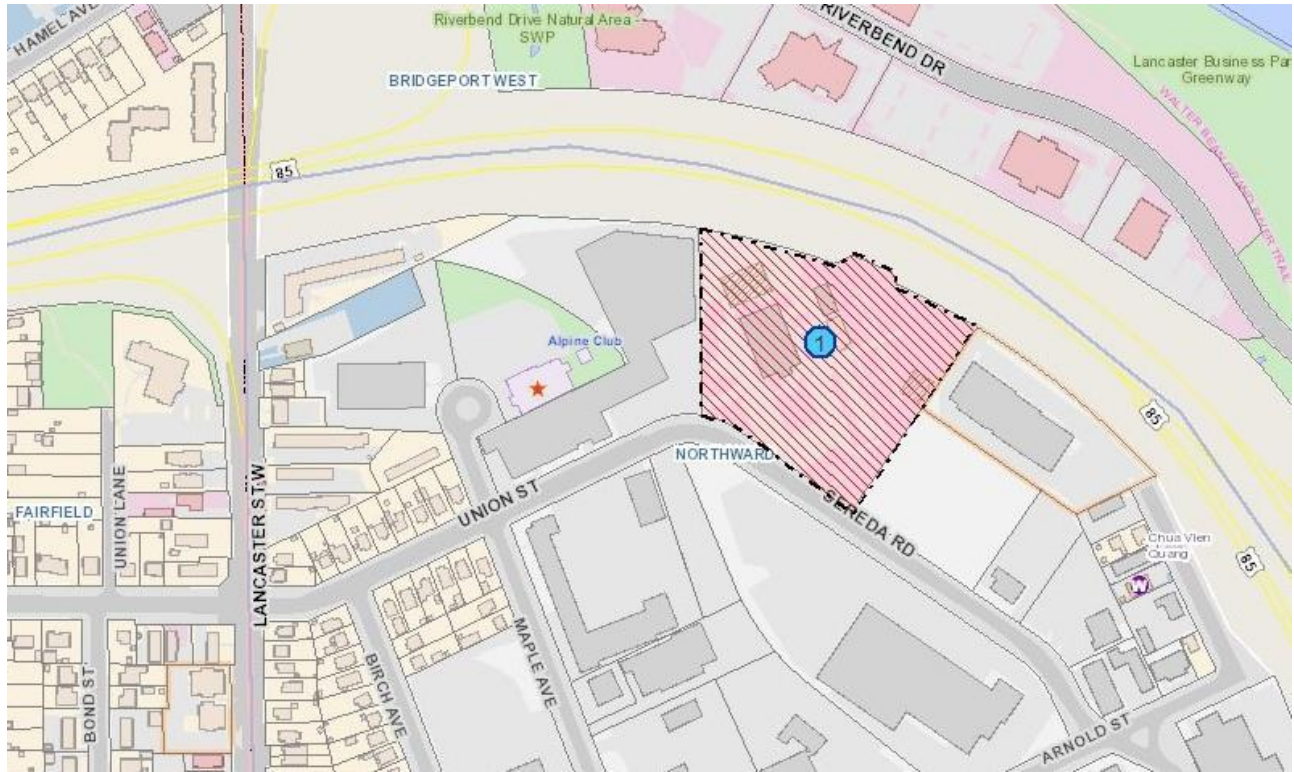 HAMEL AVE
Riverbend Drive Natural Area -
SWP
RIVERBEND DR
BRIDGEPORT WEST
Lancaster Business Par
Greenway
85
Alpine Club
1
85
NORTHWARD
UNION ST
SEREDA RD
FAIRFIELD
UNION LANE
LANCASTER ST W
Chua Vien
Quang
85
W
BOND ST
BIRCH AVE
MAPLE AVE
ARNOLD ST